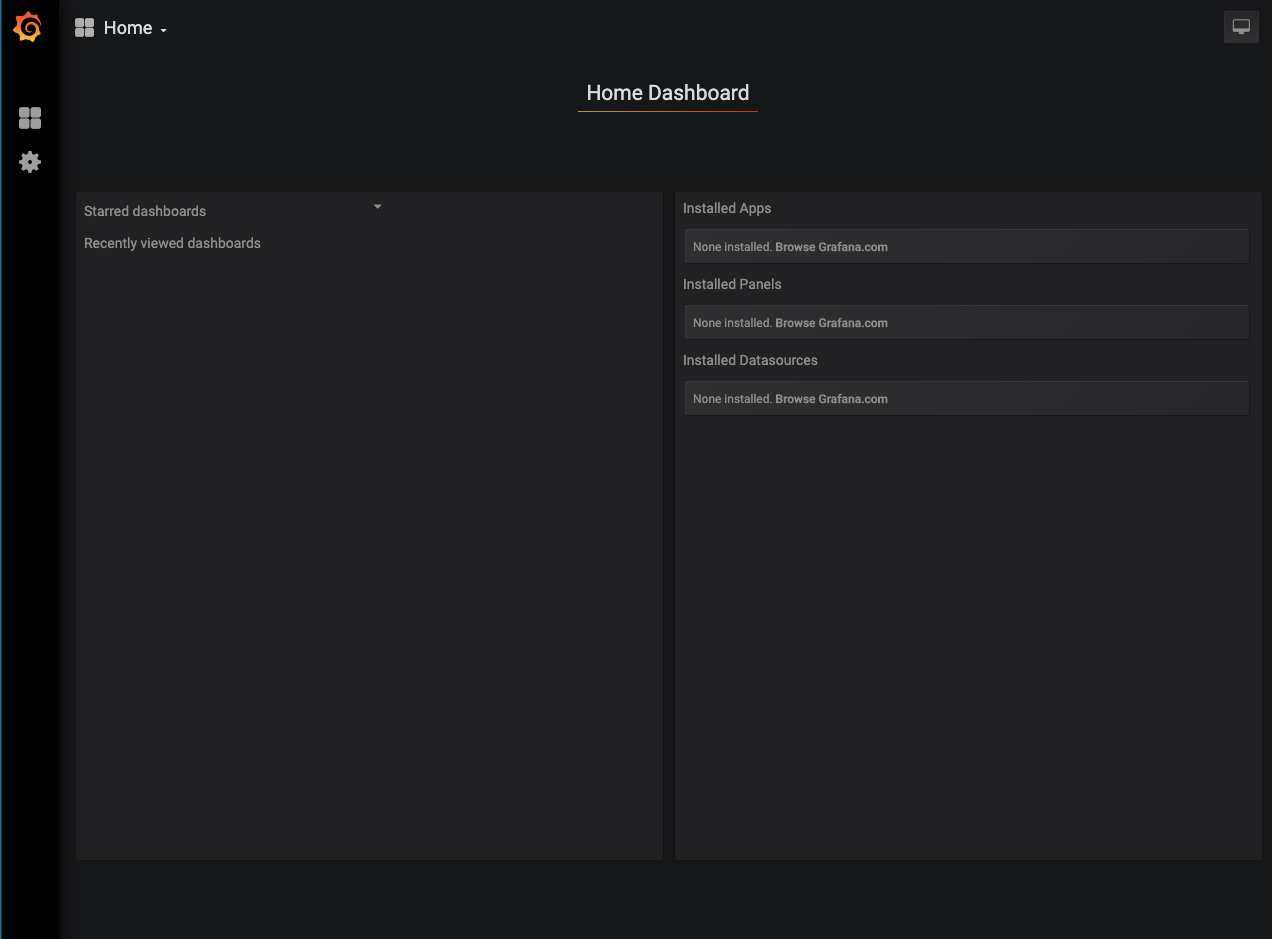 Home
Home Dashboard
Starred dashboards
Recently viewed dashboards
Installed Apps
None installed. Browse Grafana.com
Installed Panels
None installed. Browse Grafana.com
Installed Datasources
None installed. Browse Grafana.com